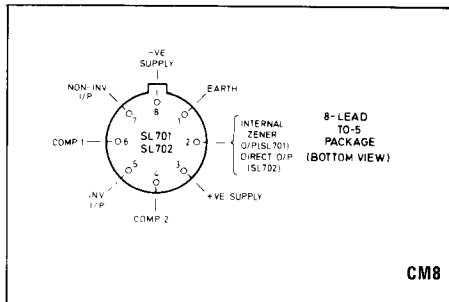 -VE
SUPPLY
NON-INV
I/P
EARTH
8
7
1
SL701
SL702
COMP 1
6
2
INTERNAL
ZENER
O/P(SL701)
DIRECT O/P
(SL702)
8-LEAD
TO-5
PACKAGE
(BOTTOM VIEW)
5
4
3
INV
I/P
+VE SUPPLY
COMP 2
CM8